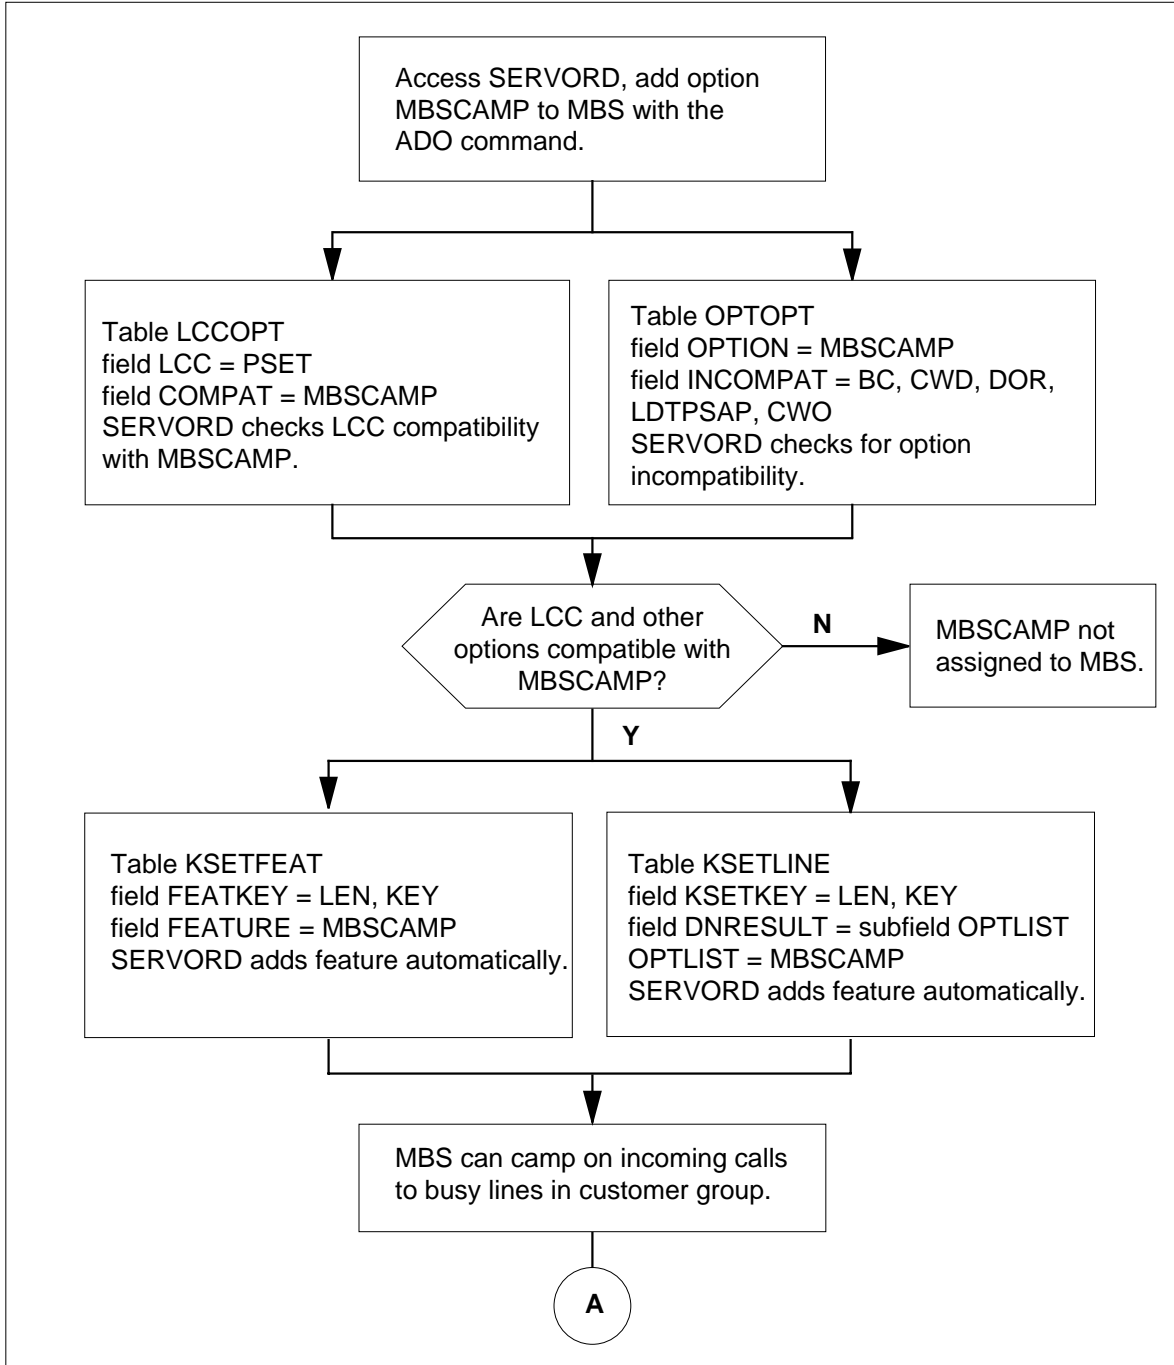 Access SERVORD, add option
MBSCAMP to MBS with the
ADO command.
Table LCCOPT
field LCC = PSET
field COMPAT = MBSCAMP
SERVORD checks LCC compatibility
with MBSCAMP.
Table OPTOPT
field OPTION = MBSCAMP
field INCOMPAT = BC, CWD, DOR,
LDTPSAP, CWO
SERVORD checks for option
incompatibility.
Are LCC and other
options compatible with
MBSCAMP?
N
MBSCAMP not
assigned to MBS.
Y
Table KSETFEAT
field FEATKEY = LEN, KEY
field FEATURE = MBSCAMP
SERVORD adds feature automatically.
Table KSETLINE
field KSETKEY = LEN, KEY
field DNRESULT = subfield OPTLIST
OPTLIST = MBSCAMP
SERVORD adds feature automatically.
MBS can camp on incoming calls
to busy lines in customer group.
A